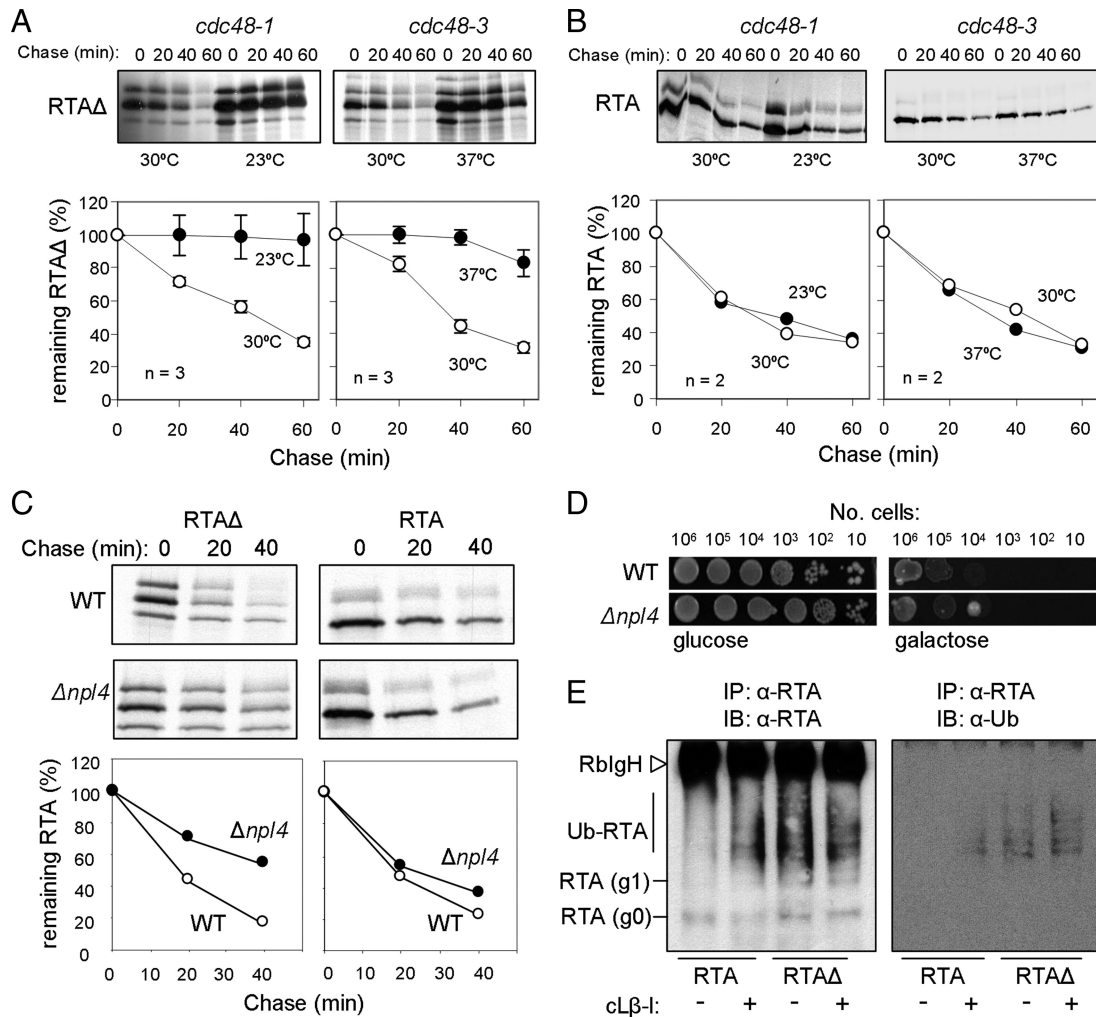 A
cdc48-1 cdc48-3
Chase (min): 0 20 40 60 0 20 40 60 0 20 40 60 0 20 40 60
RTAΔ
30ºC 23ºC 30ºC 37ºC
remaining RTAΔ (%)
120
100
80
60
40
20
0
23ºC
30ºC
n = 3
37ºC
30ºC
n = 3
0 20 40 60 0 20 40 60
Chase (min)
B
cdc48-1 cdc48-3
Chase (min): 0 20 40 60 0 20 40 60 0 20 40 60 0 20 40 60
RTA
30ºC 23ºC 30ºC 37ºC
remaining RTA (%)
120
100
80
60
40
20
0
23ºC
30ºC
n = 2
30ºC
37ºC
n = 2
0 20 40 60 0 20 40 60
Chase (min)
C
RTAΔ RTA
Chase (min): 0 20 40 0 20 40
WT
Δnpl4
remaining RTA (%)
120
100
80
60
40
20
0
Δnpl4
WT
Δnpl4
WT
0 10 20 30 40 0 10 20 30 40
Chase (min)
D
No. cells:
10⁶ 10⁵ 10⁴ 10³ 10² 10 10⁶ 10⁵ 10⁴ 10³ 10² 10
WT
Δnpl4
glucose galactose
E
IP: α-RTA IP: α-RTA
IB: α-RTA IB: α-Ub
RbIgH
Ub-RTA
RTA (g1)
RTA (g0)
RTA RTAΔ RTA RTAΔ
cLβ-I: - + - + - + - +